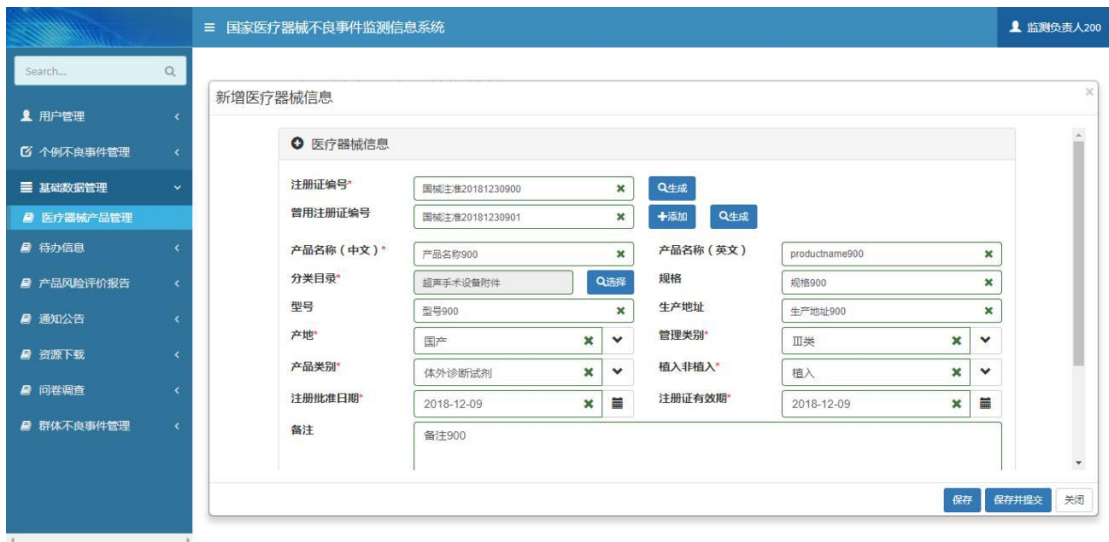 国家医疗器械不良事件监测信息系统
监测负责人200
Search...
用户管理
个例不良事件管理
基础数据管理
医疗器械产品管理
待办信息
产品风险评价报告
通知公告
资源下载
问卷调查
群体不良事件管理
新增医疗器械信息
医疗器械信息
注册证编号* 国械注准20181230900 生成
曾用注册证编号 国械注准20181230901 添加 生成
产品名称（中文）* 产品名称900 产品名称（英文） productname900
分类目录* 超声手术设备附件 选择 规格 规格900
型号 型号900 生产地址 生产地址900
产地* 国产 管理类别* Ⅲ类
产品类别* 体外诊断试剂 植入非植入* 植入
注册批准日期* 2018-12-09 注册证有效期* 2018-12-09
备注 备注900
保存 保存并提交 关闭